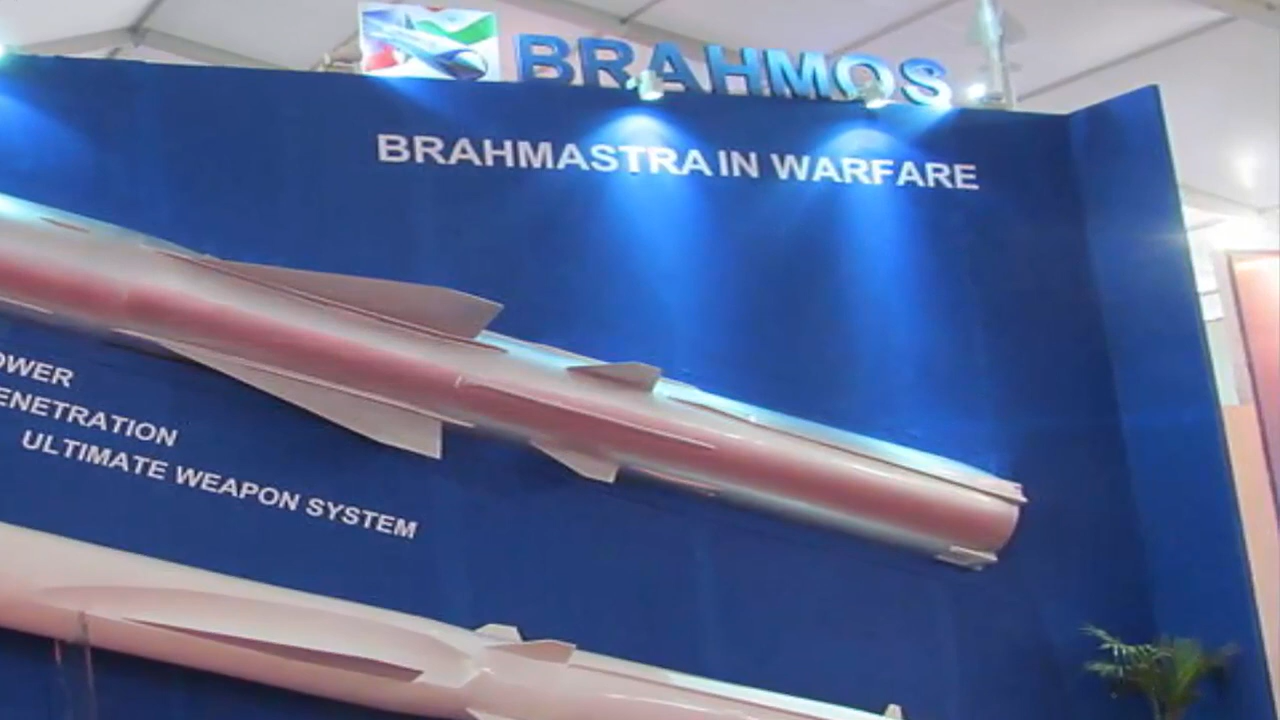 BRAHMOS
BRAHMASTRA IN WARFARE
OWER
ENETRATION
ULTIMATE WEAPON SYSTEM